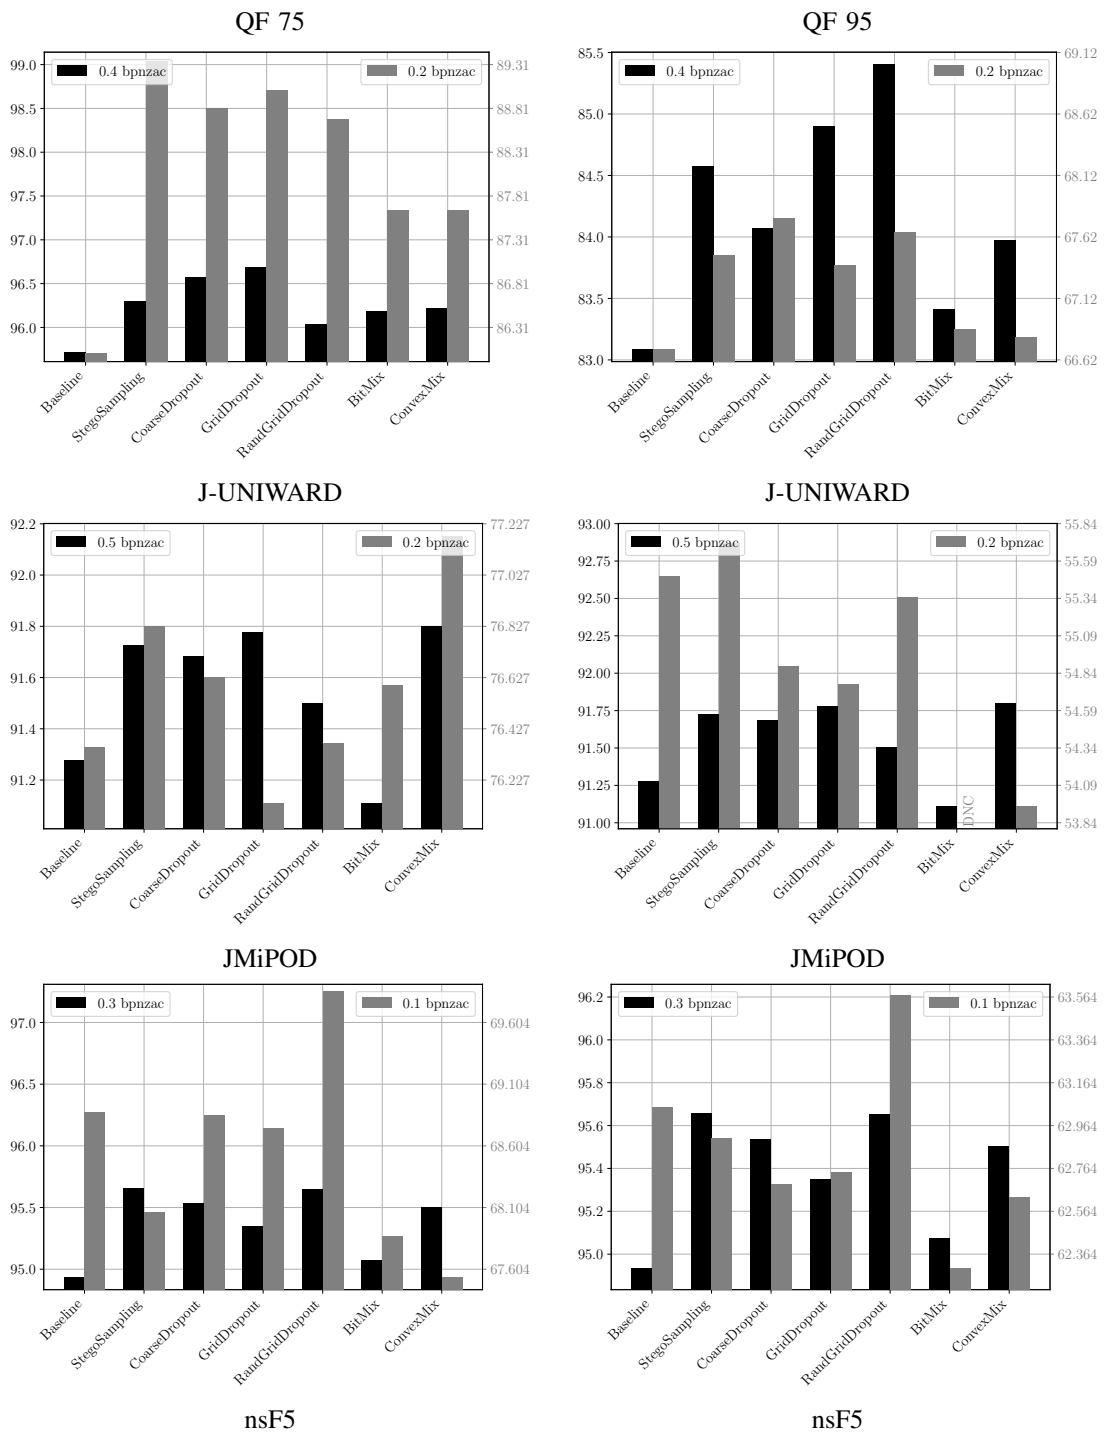 QF 75
QF 95
0.4 bpnzac
0.2 bpnzac
99.0
98.5
98.0
97.5
97.0
96.5
96.0
89.31
88.81
88.31
87.81
87.31
86.81
86.31
Baseline
StegoSampling
CoarseDropout
GridDropout
RandGridDropout
BitMix
ConvexMix
J-UNIWARD
0.4 bpnzac
0.2 bpnzac
85.5
85.0
84.5
84.0
83.5
83.0
69.12
68.62
68.12
67.62
67.12
66.62
Baseline
StegoSampling
CoarseDropout
GridDropout
RandGridDropout
BitMix
ConvexMix
J-UNIWARD
0.5 bpnzac
0.2 bpnzac
92.2
92.0
91.8
91.6
91.4
91.2
77.227
77.027
76.827
76.627
76.427
76.227
Baseline
StegoSampling
CoarseDropout
GridDropout
RandGridDropout
BitMix
ConvexMix
JMiPOD
0.5 bpnzac
0.2 bpnzac
93.00
92.75
92.50
92.25
92.00
91.75
91.50
91.25
91.00
55.84
55.59
55.34
55.09
54.84
54.59
54.34
54.09
53.84
DNC
Baseline
StegoSampling
CoarseDropout
GridDropout
RandGridDropout
BitMix
ConvexMix
JMiPOD
0.3 bpnzac
0.1 bpnzac
97.0
96.5
96.0
95.5
95.0
69.604
69.104
68.604
68.104
67.604
Baseline
StegoSampling
CoarseDropout
GridDropout
RandGridDropout
BitMix
ConvexMix
nsF5
0.3 bpnzac
0.1 bpnzac
96.2
96.0
95.8
95.6
95.4
95.2
95.0
63.564
63.364
63.164
62.964
62.764
62.564
62.364
Baseline
StegoSampling
CoarseDropout
GridDropout
RandGridDropout
BitMix
ConvexMix
nsF5